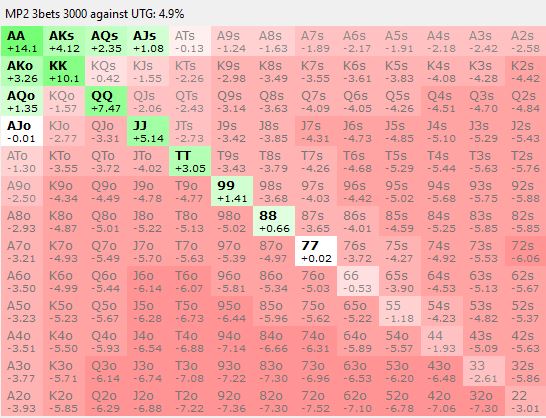 MP2 3bets 3000 against UTG: 4.9%
AA AKs AQs AJs ATs A9s A8s A7s A6s A5s A4s A3s A2s
+14.1 +4.12 +2.35 +1.08 -0.13 -1.24 -1.63 -1.89 -2.17 -1.91 -2.18 -2.42 -2.58
AKo KK KQs KJs KTs K9s K8s K7s K6s K5s K4s K3s K2s
+3.26 +10.1 -0.42 -1.55 -2.26 -2.98 -3.49 -3.55 -3.61 -3.83 -4.08 -4.28 -4.42
AQo KQo QQ QJs QTs Q9s Q8s Q7s Q6s Q5s Q4s Q3s Q2s
+1.35 -1.57 +7.47 -2.06 -2.43 -3.14 -3.63 -4.09 -4.05 -4.26 -4.51 -4.70 -4.84
AJo KJo QJo JJ JTs J9s J8s J7s J6s J5s J4s J3s J2s
-0.01 -2.77 -3.31 +5.14 -2.73 -3.42 -3.85 -4.31 -4.73 -4.85 -5.10 -5.29 -5.43
ATo KTo QTo JTo TT T9s T8s T7s T6s T5s T4s T3s T2s
-1.30 -3.55 -3.72 -4.02 +3.05 -3.43 -3.79 -4.26 -4.68 -5.29 -5.44 -5.63 -5.76
A9o K9o Q9o J9o T9o 99 98s 97s 96s 95s 94s 93s 92s
-2.50 -4.34 -4.49 -4.78 -4.77 +1.41 -3.68 -4.03 -4.42 -5.02 -5.68 -5.75 -5.88
A8o K8s Q8o J8o T8o 98o 88 87s 86s 85s 84s 83s 82s
-2.93 -4.87 -5.01 -5.22 -5.13 -5.02 +0.66 -3.65 -4.01 -4.59 -5.25 -5.85 -5.85
A7o K7o Q7o J7o T7o 97o 87o 77 76s 75s 74s 73s 72s
-3.21 -4.93 -5.49 -5.70 -5.63 -5.39 -4.97 +0.02 -3.72 -4.27 -4.92 -5.53 -6.06
A6o K6o Q6o J6o T6o 96o 86o 76o 66 65s 64s 63s 62s
-3.50 -4.99 -5.44 -6.14 -6.07 -5.81 -5.34 -5.03 -0.53 -3.90 -4.53 -5.13 -5.67
A5o K5o Q5o J5o T5o 95o 85o 75o 65o 55 54s 53s 52s
-3.23 -5.23 -5.67 -6.28 -6.73 -6.44 -5.96 -5.62 -5.22 -1.18 -4.23 -4.82 -5.37
A4o K4o Q4o J4o T4o 94o 84o 74o 64o 54o 44 43s 42s
-3.51 -5.50 -5.93 -6.54 -6.88 -7.14 -6.66 -6.31 -5.89 -5.57 -1.93 -5.09 -5.63
A3o K3o Q3o J3o T3o 93o 83o 73o 63o 53o 43o 33 32s
-3.77 -5.71 -6.14 -6.74 -7.08 -7.22 -7.30 -6.96 -6.53 -6.20 -6.48 -2.61 -5.86
A2o K2o Q2o J2o T2o 92o 82o 72o 62o 52o 42o 32o 22
-3.93 -5.85 -6.29 -6.88 -7.22 -7.36 -7.30 -7.52 -7.10 -6.78 -7.06 -7.30 -3.01